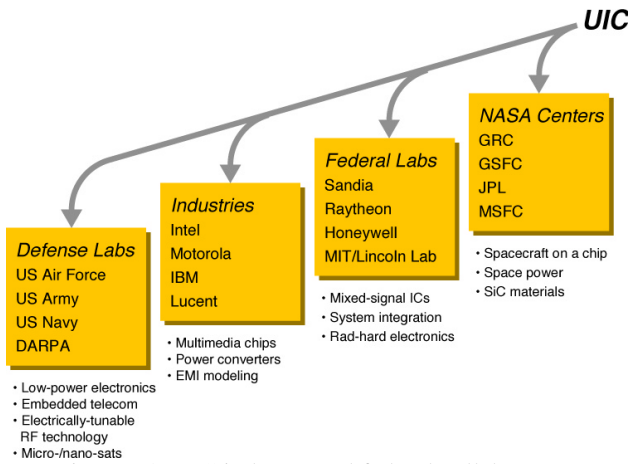 UIC
NASA Centers
GRC
GSFC
JPL
MSFC
• Spacecraft on a chip
• Space power
• SiC materials
Federal Labs
Sandia
Raytheon
Honeywell
MIT/Lincoln Lab
• Mixed-signal ICs
• System integration
• Rad-hard electronics
Industries
Intel
Motorola
IBM
Lucent
• Multimedia chips
• Power converters
• EMI modeling
Defense Labs
US Air Force
US Army
US Navy
DARPA
• Low-power electronics
• Embedded telecom
• Electrically-tunable
RF technology
• Micro-/nano-sats